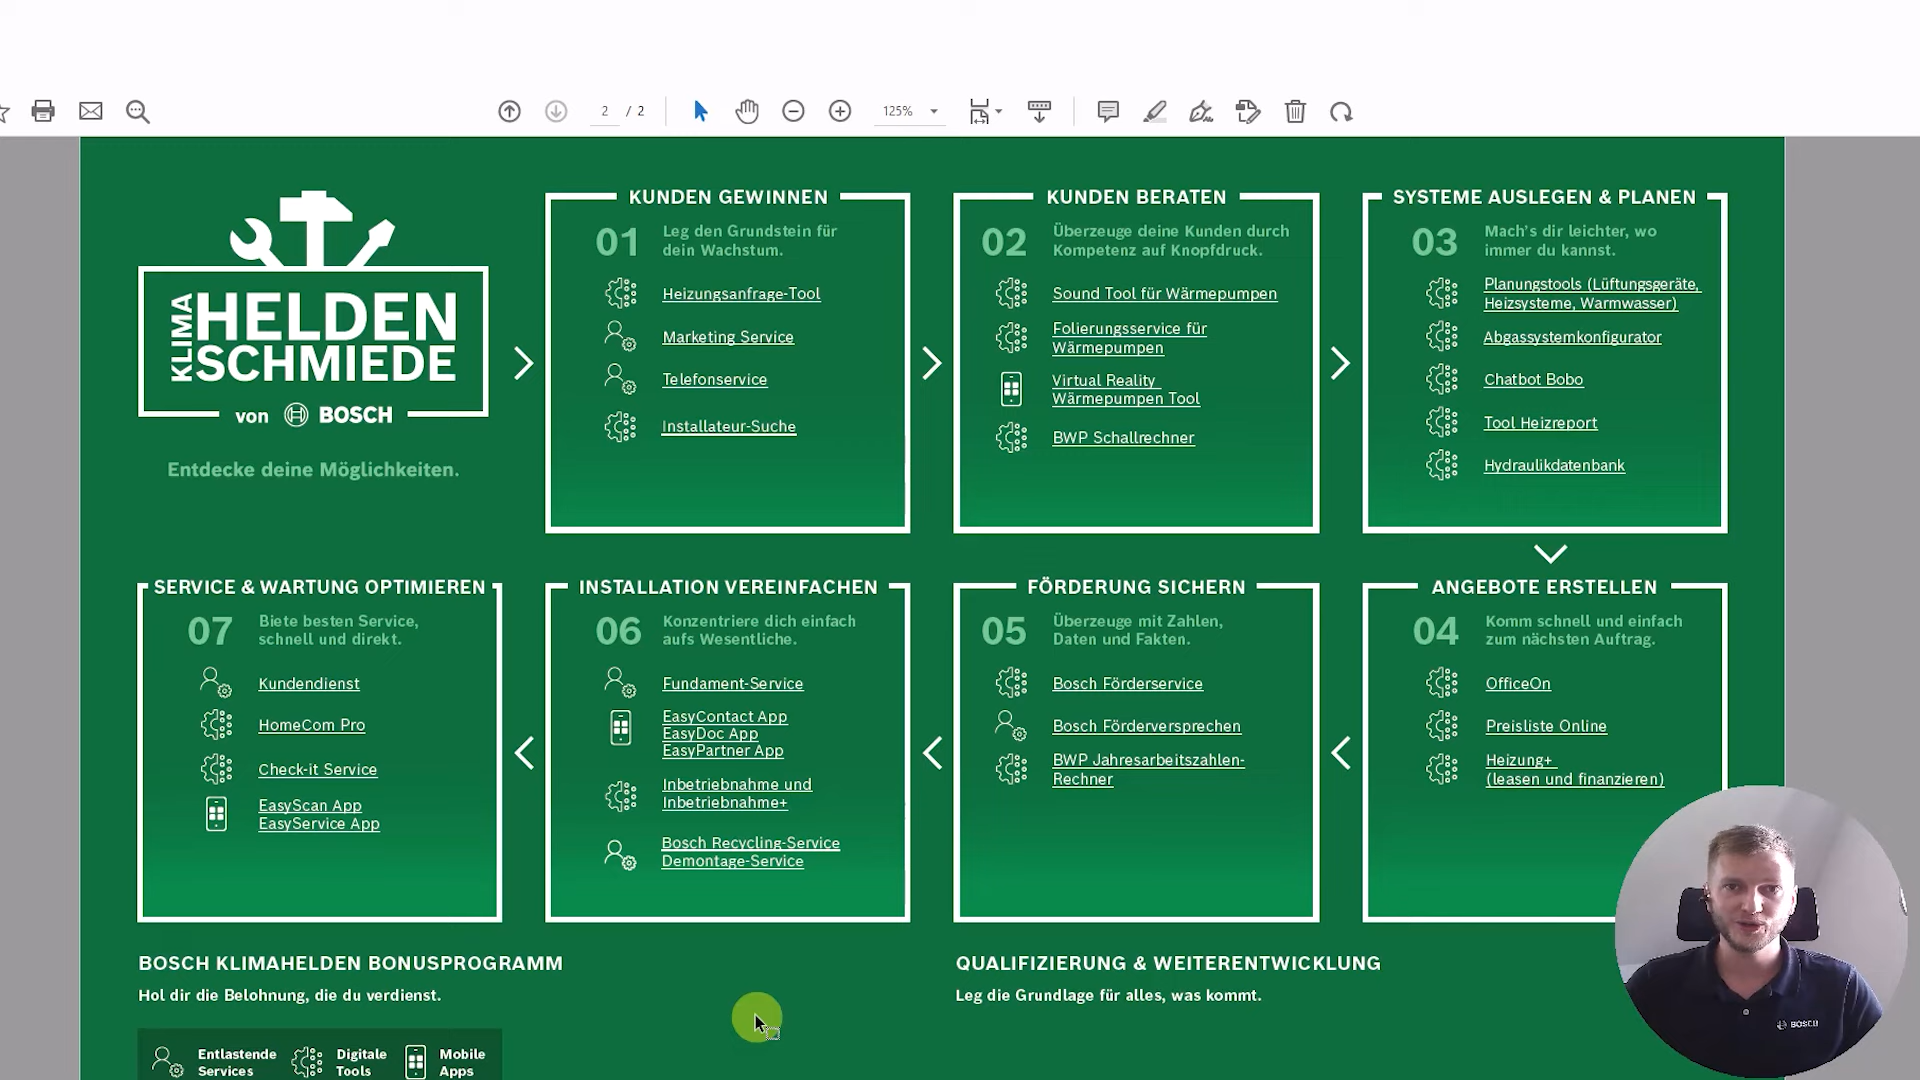 2 / 2
125%
KLIMA
HELDEN
SCHMIEDE
von BOSCH
Entdecke deine Möglichkeiten.
KUNDEN GEWINNEN
01
Leg den Grundstein für
dein Wachstum.
Heizungsanfrage-Tool
Marketing Service
Telefonservice
Installateur-Suche
KUNDEN BERATEN
02
Überzeuge deine Kunden durch
Kompetenz auf Knopfdruck.
Sound Tool für Wärmepumpen
Folierungsservice für
Wärmepumpen
Virtual Reality
Wärmepumpen Tool
BWP Schallrechner
SYSTEME AUSLEGEN & PLANEN
03
Mach's dir leichter, wo
immer du kannst.
Planungstools (Lüftungsgeräte,
Heizsysteme, Warmwasser)
Abgassystemkonfigurator
Chatbot Bobo
Tool Heizreport
Hydraulikdatenbank
SERVICE & WARTUNG OPTIMIEREN
07
Biete besten Service,
schnell und direkt.
Kundendienst
HomeCom Pro
Check-it Service
EasyScan App
EasyService App
INSTALLATION VEREINFACHEN
06
Konzentriere dich einfach
aufs Wesentliche.
Fundament-Service
EasyContact App
EasyDoc App
EasyPartner App
Inbetriebnahme und
Inbetriebnahme+
Bosch Recycling-Service
Demontage-Service
FÖRDERUNG SICHERN
05
Überzeuge mit Zahlen,
Daten und Fakten.
Bosch Förderservice
Bosch Förderversprechen
BWP Jahresarbeitszahlen-
Rechner
ANGEBOTE ERSTELLEN
04
Komm schnell und einfach
zum nächsten Auftrag.
OfficeOn
Preisliste Online
Heizung+
(leasen und finanzieren)
BOSCH KLIMAHELDEN BONUSPROGRAMM
Hol dir die Belohnung, die du verdienst.
QUALIFIZIERUNG & WEITERENTWICKLUNG
Leg die Grundlage für alles, was kommt.
Entlastende
Services
Digitale
Tools
Mobile
Apps
BOSCH